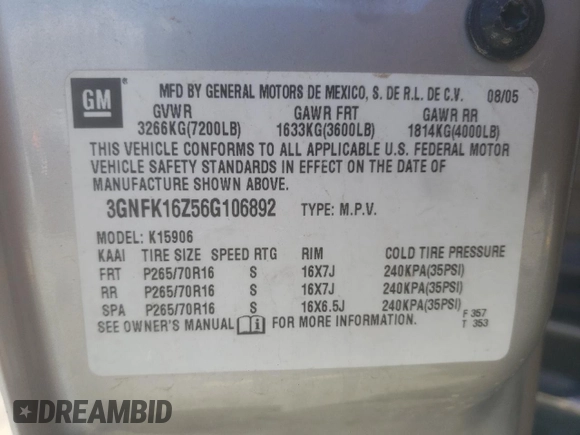 GM
MFD BY GENERAL MOTORS DE MEXICO, S. DE R.L. DE C.V. 08/05
GVWR GAWR FRT GAWR RR
3266KG(7200LB) 1633KG(3600LB) 1814KG(4000LB)
THIS VEHICLE CONFORMS TO ALL APPLICABLE U.S. FEDERAL MOTOR
VEHICLE SAFETY STANDARDS IN EFFECT ON THE DATE OF
MANUFACTURE SHOWN ABOVE.
3GNFK16Z56G106892 TYPE: M.P.V.
MODEL: K15906
KAAI TIRE SIZE SPEED RTG RIM COLD TIRE PRESSURE
FRT P265/70R16 S 16X7J 240KPA(35PSI)
RR P265/70R16 S 16X7J 240KPA(35PSI)
SPA P265/70R16 S 16X6.5J 240KPA(35PSI)
F 357
SEE OWNER'S MANUAL FOR MORE INFORMATION. T 353
DREAMBID